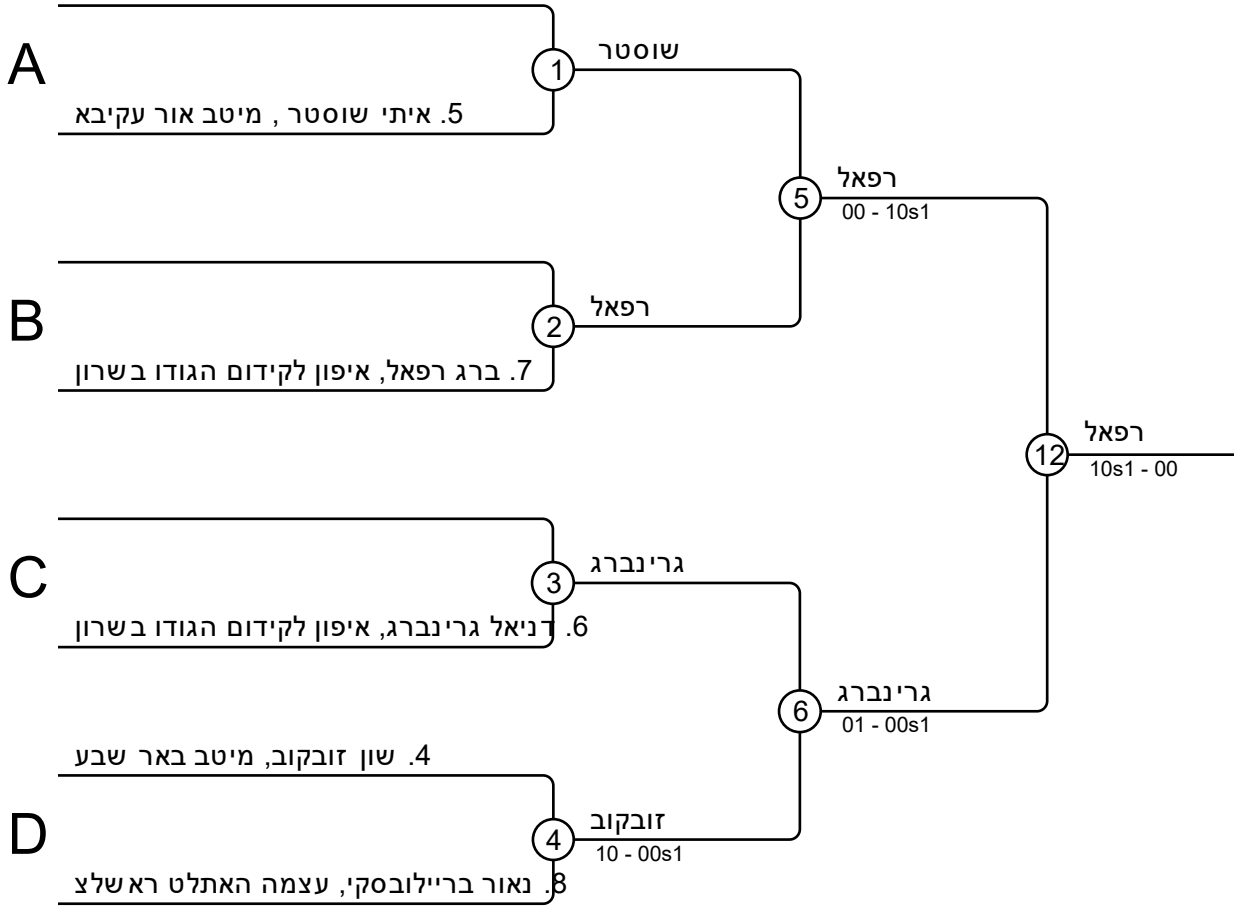 שוסטר
A
1
5. איתי שוסטר , מיטב אור עקיבא
רפאל
5
00 - 10s1
B
רפאל
2
7. ברג רפאל, איפון לקידום הגודו בשרון
רפאל
12
10s1 - 00
C
גרינברג
3
6. דניאל גרינברג, איפון לקידום הגודו בשרון
גרינברג
6
01 - 00s1
4. שון זובקוב, מיטב באר שבע
D
זובקוב
4
10 - 00s1
8. נאור בריילובסקי, עצמה האתלט ראשלצ